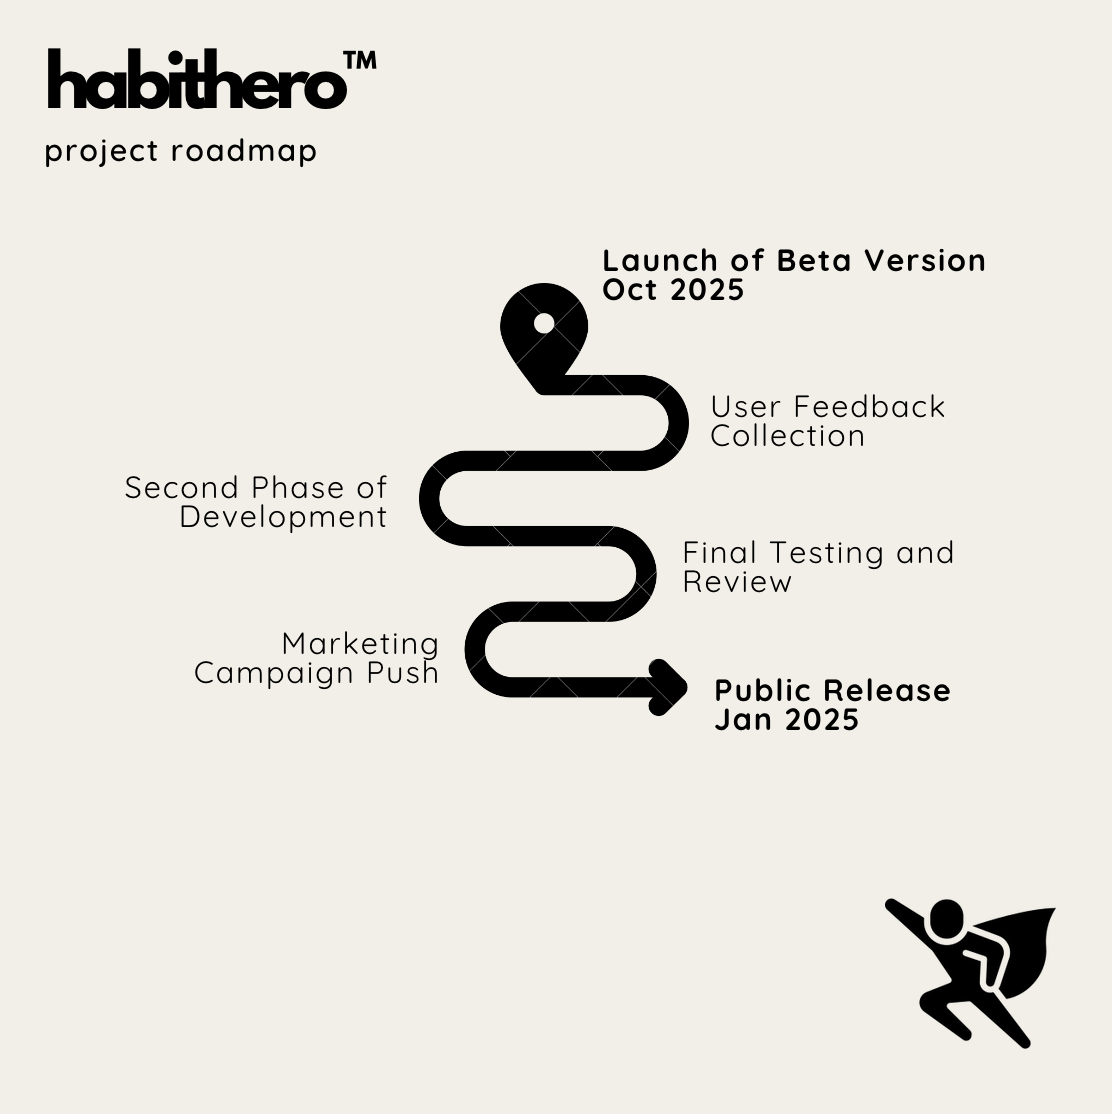 habithero™
project roadmap
Launch of Beta Version
Oct 2025
User Feedback
Collection
Second Phase of
Development
Final Testing and
Review
Marketing
Campaign Push
Public Release
Jan 2025